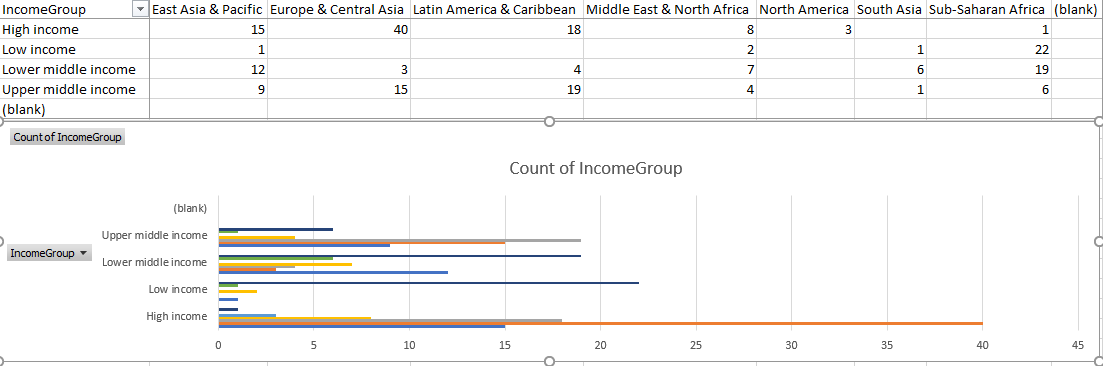 IncomeGroup East Asia & Pacific Europe & Central Asia Latin America & Caribbean Middle East & North Africa North America South Asia Sub-Saharan Africa (blank)
High income 15 40 18 8 3 1
Low income 1 2 1 22
Lower middle income 12 3 4 7 6 19
Upper middle income 9 15 19 4 1 6
(blank)
Count of IncomeGroup
Count of IncomeGroup
(blank)
Upper middle income
IncomeGroup
Lower middle income
Low income
High income
0 5 10 15 20 25 30 35 40 45